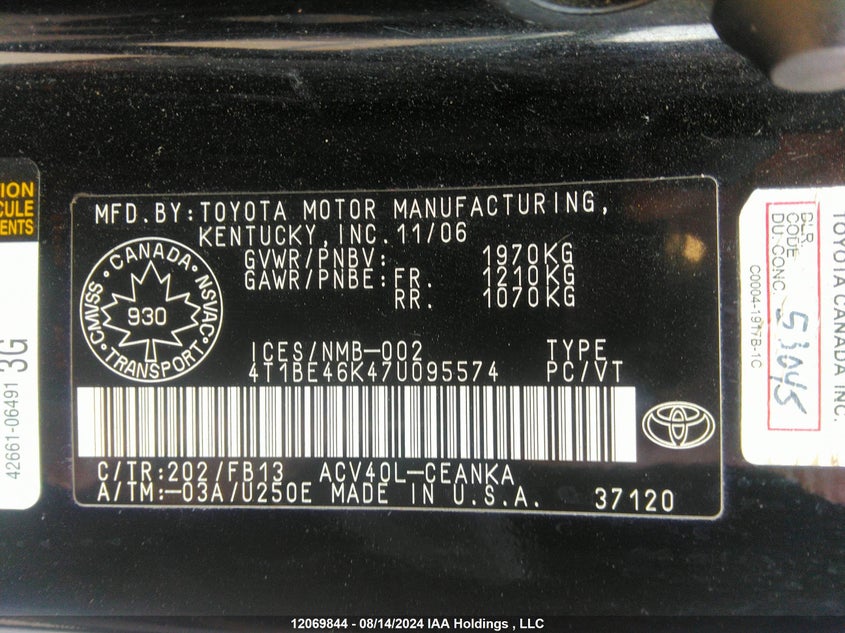 MFD.BY:TOYOTA MOTOR MANUFACTURING,
KENTUCKY,INC.11/06
GVWR/PNBV: 1970KG
GAWR/PNBE:FR. 1210KG
RR. 1070KG
CANADA
CMVSS NSVAC
930
TRANSPORT
ICES/NMB-002 TYPE
4T1BE46K47U095574 PC/VT
C/TR:202/FB13 ACV40L-CEANKA
A/TM:-03A/U250E MADE IN U.S.A. 37120
ION
CULE
ENTS
42661-06491 3G
TOYOTA CANADA INC.
DLR.
CODE
DU CONC.
53045
C0004-1917B-1C
12069844 - 08/14/2024 IAA Holdings , LLC